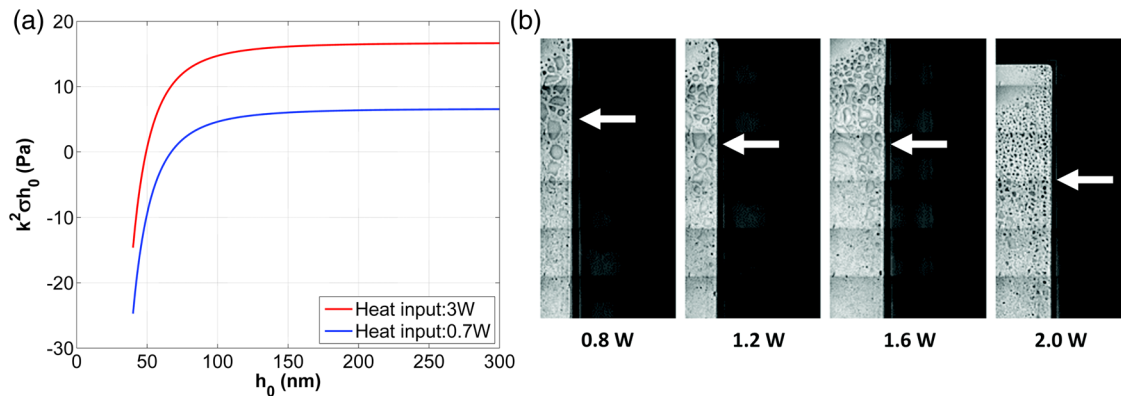 (a)
20
10
0
-10
-20
-30
k²σh₀ (Pa)
0
50
100
150
200
250
300
h₀ (nm)
Heat input:3W
Heat input:0.7W
(b)
0.8 W
1.2 W
1.6 W
2.0 W